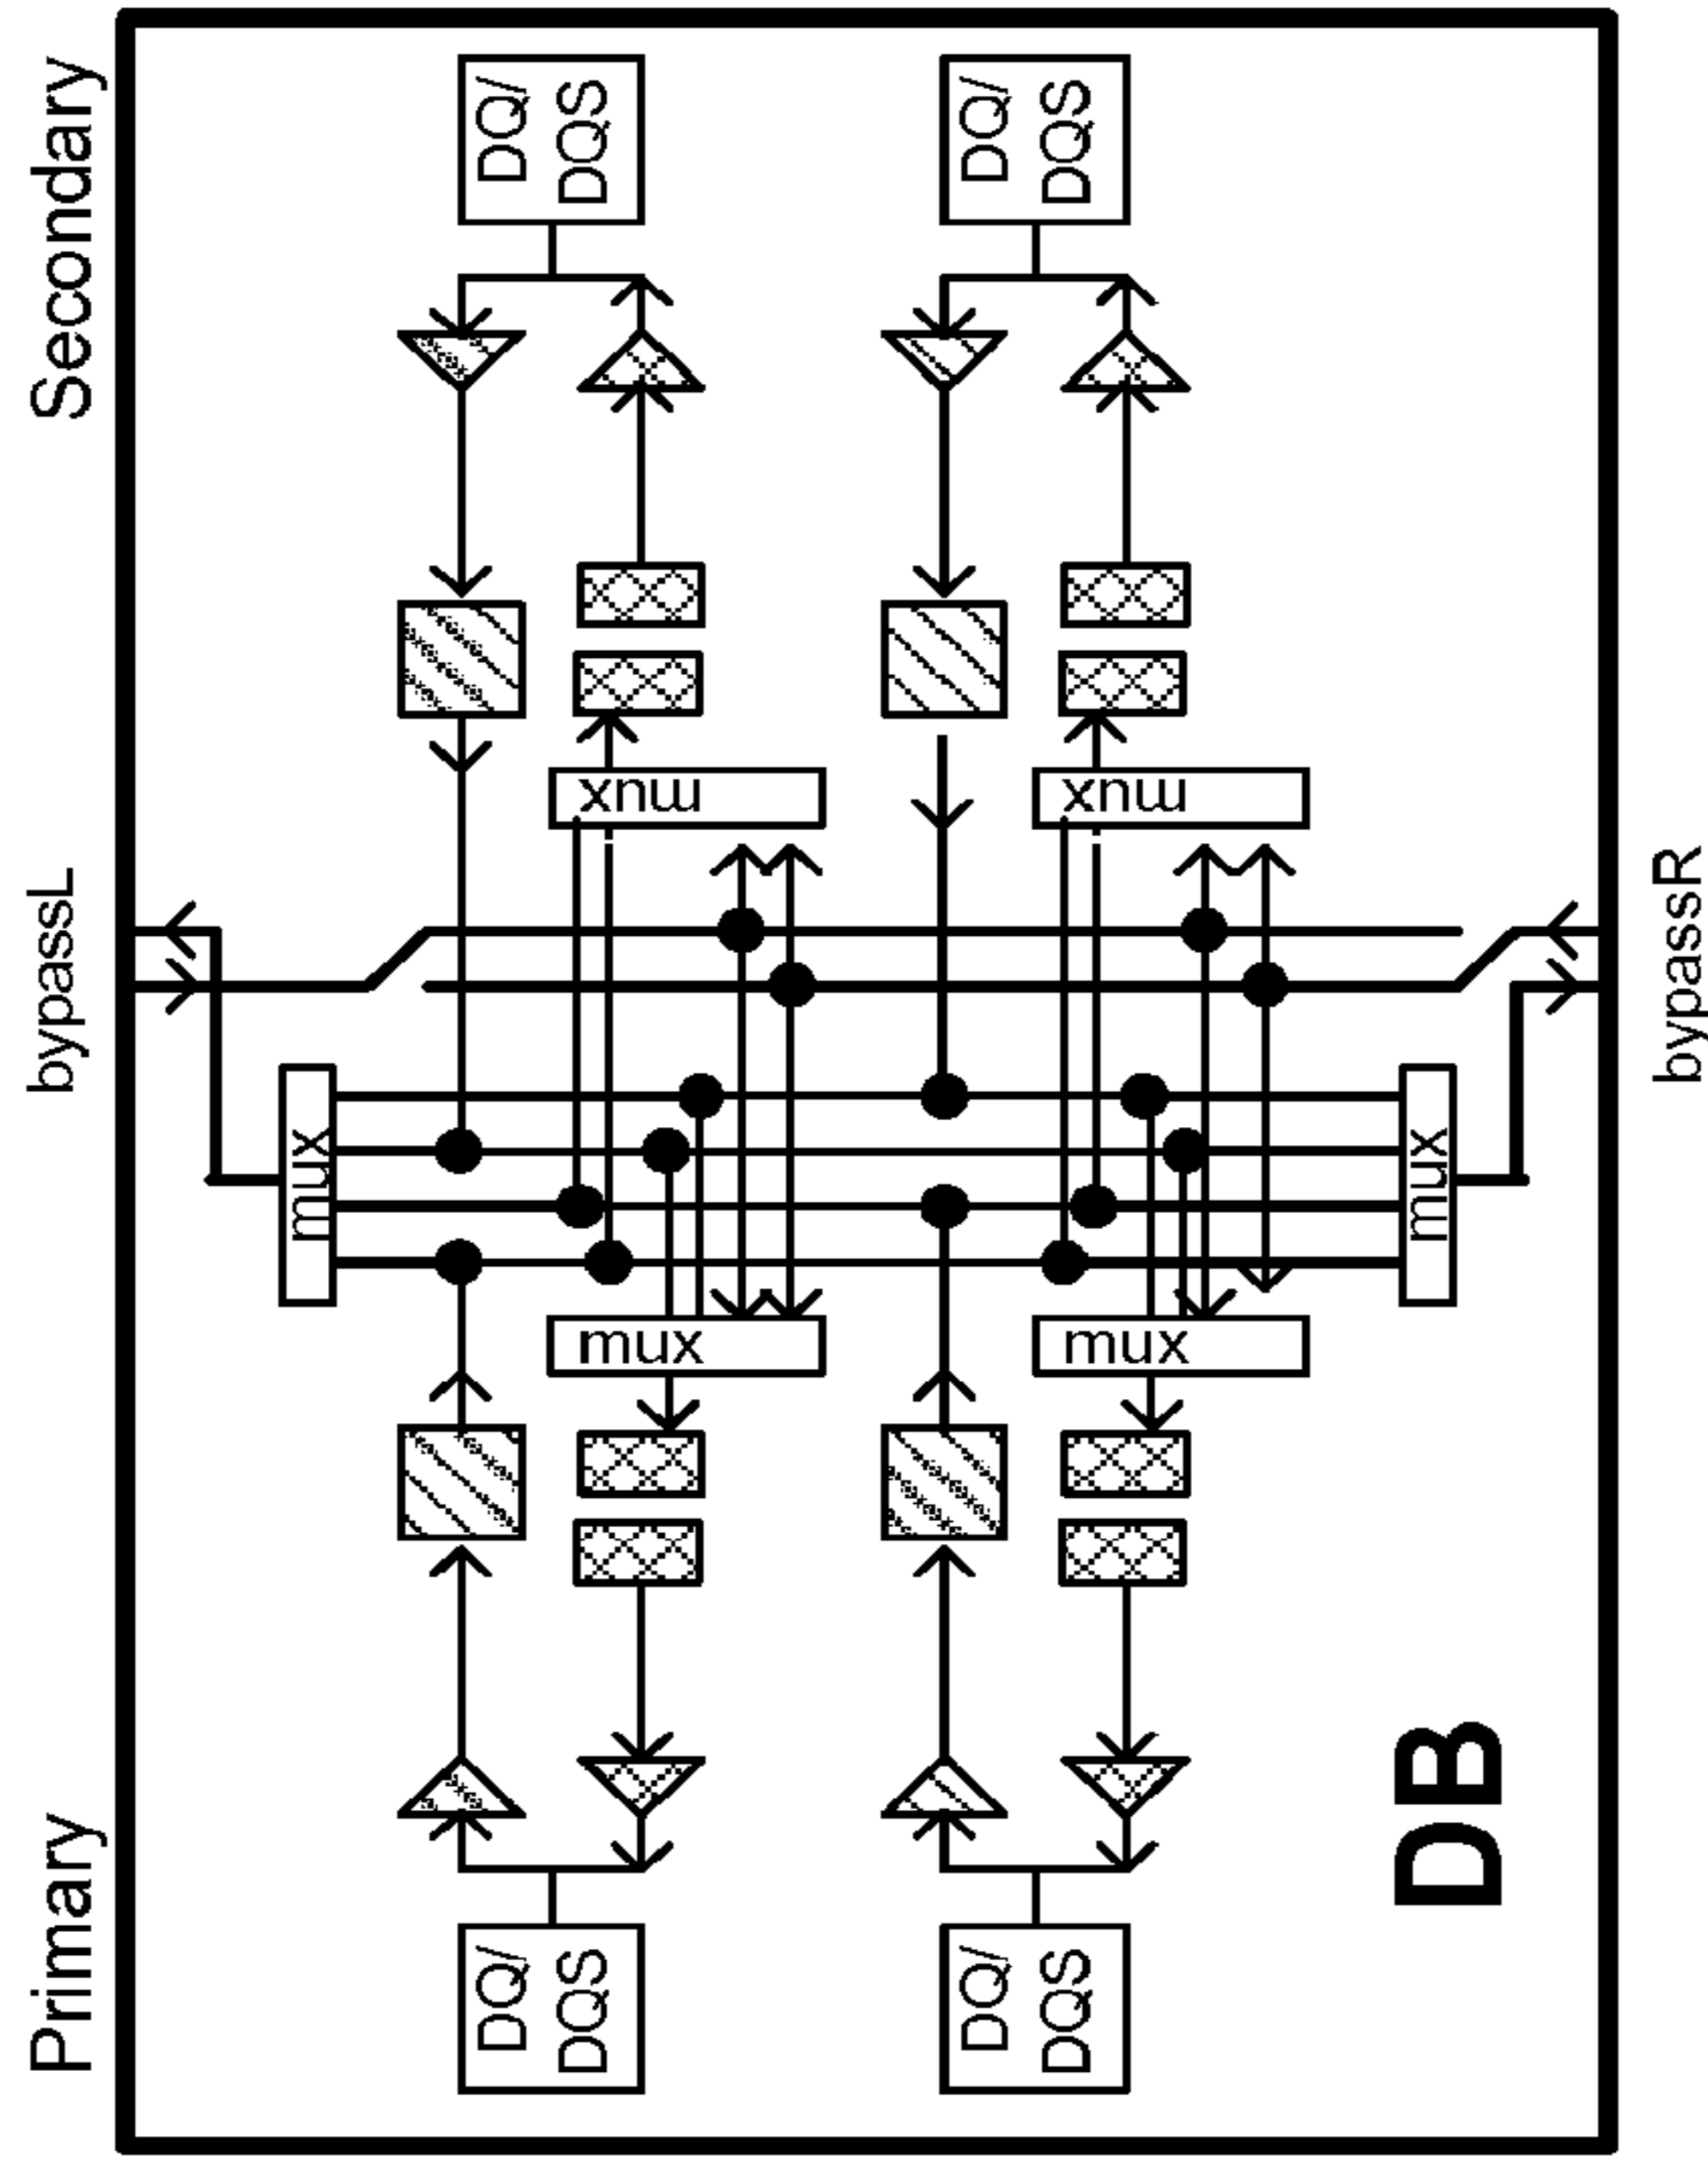 Secondary
DQ/
DQS
DQ/
DQS
mux
mux
bypassL
bypassR
mux
mux
mux
mux
Primary
DB
DQ/
DQS
DQ/
DQS